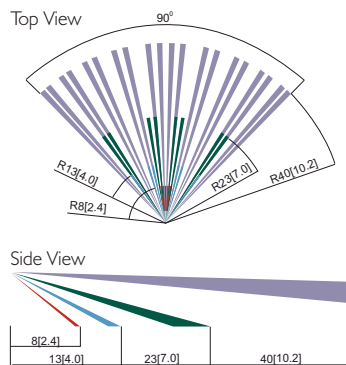 Top View
90⁰
R13[4.0]
R8[2.4]
R23[7.0]
R40[10.2]
Side View
8[2.4]
13[4.0]
23[7.0]
40[10.2]